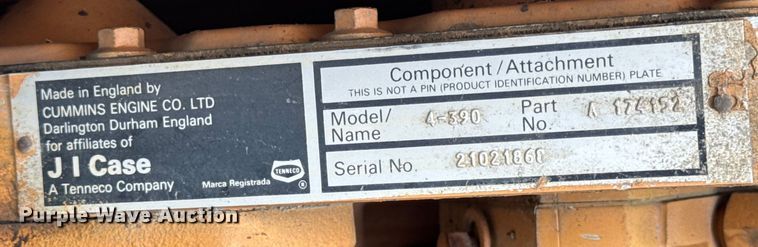 Made in England by
CUMMINS ENGINE CO. LTD
Darlington Durham England
for affiliates of
J I Case
A Tenneco Company
Marca Registrada
TENNECO
®
Component/Attachment
THIS IS NOT A PIN (PRODUCT IDENTIFICATION NUMBER) PLATE
Model/ Name 4-390 Part No. A 174152
Serial No. 21021860
Purple Wave Auction